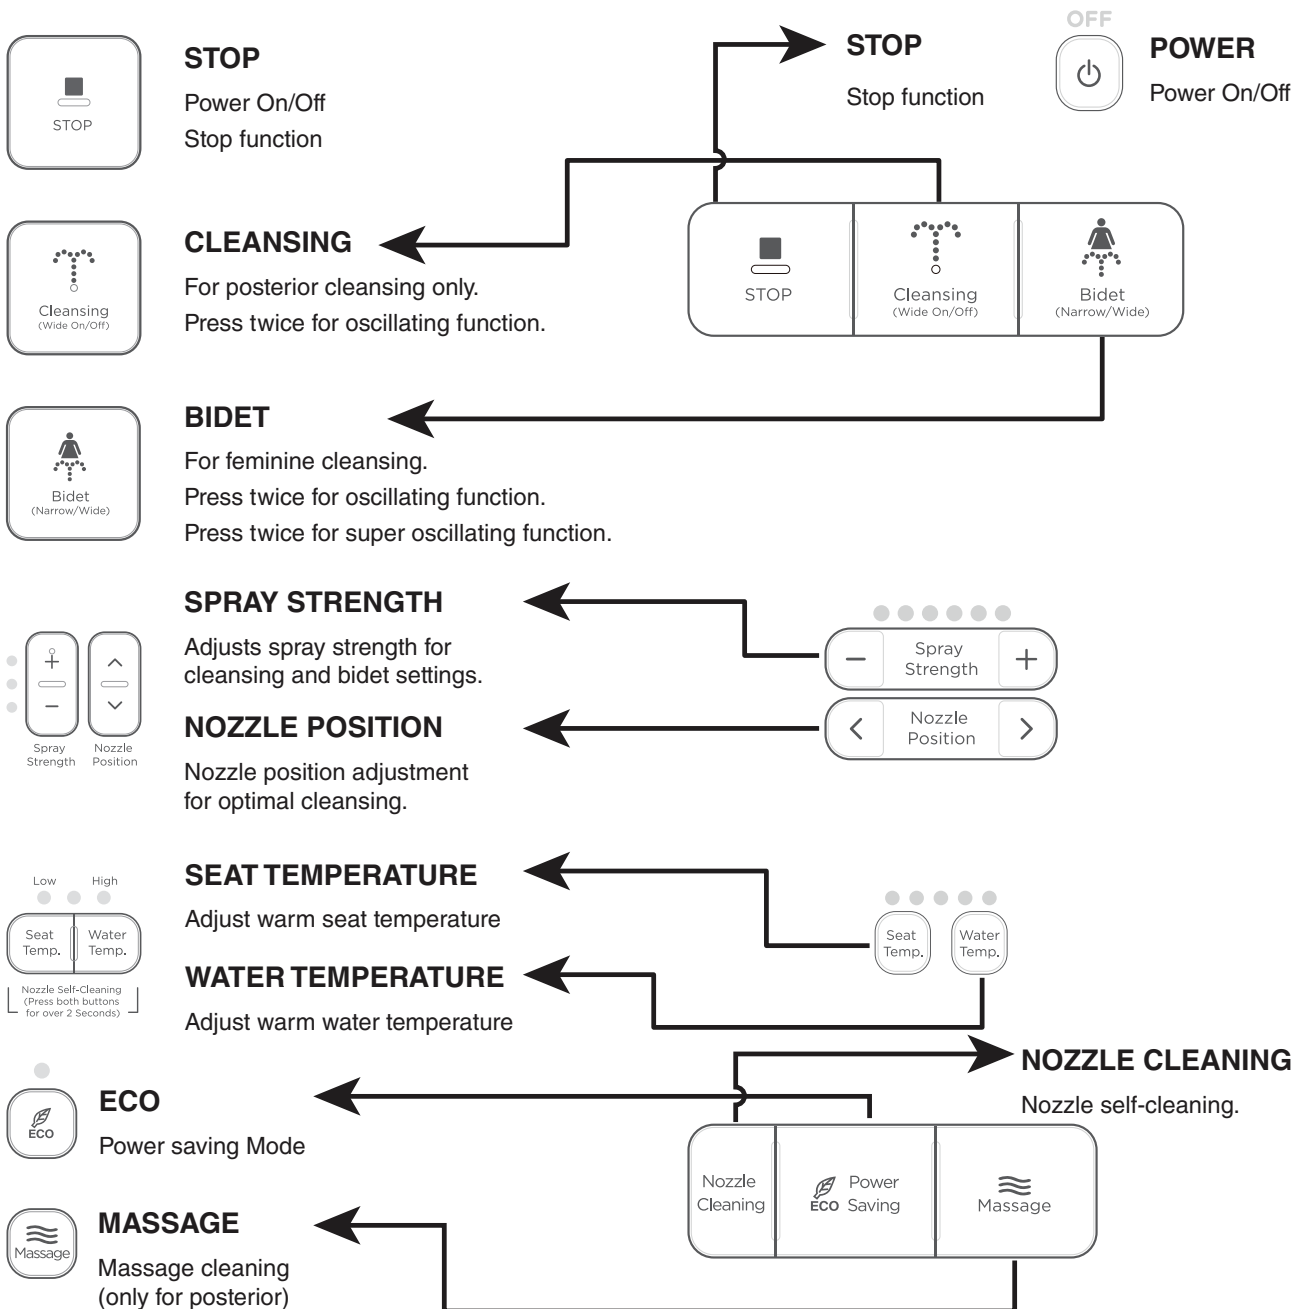 STOP
Power On/Off
Stop function
STOP
STOP
Stop function
OFF
POWER
Power On/Off
CLEANSING
For posterior cleansing only.
Press twice for oscillating function.
Cleansing
(Wide On/Off)
STOP
Cleansing
(Wide On/Off)
Bidet
(Narrow/Wide)
BIDET
For feminine cleansing.
Press twice for oscillating function.
Press twice for super oscillating function.
Bidet
(Narrow/Wide)
SPRAY STRENGTH
Adjusts spray strength for
cleansing and bidet settings.
Spray
Strength
Nozzle
Position
NOZZLE POSITION
Nozzle position adjustment
for optimal cleansing.
Spray
Strength
Nozzle
Position
SEAT TEMPERATURE
Adjust warm seat temperature
WATER TEMPERATURE
Adjust warm water temperature
Low High
Seat
Temp.
Water
Temp.
Nozzle Self-Cleaning
(Press both buttons
for over 2 Seconds)
Seat
Temp.
Water
Temp.
ECO
ECO
Power saving Mode
NOZZLE CLEANING
Nozzle self-cleaning.
Nozzle
Cleaning
ECO
Power
Saving
Massage
Massage
MASSAGE
Massage cleaning
(only for posterior)